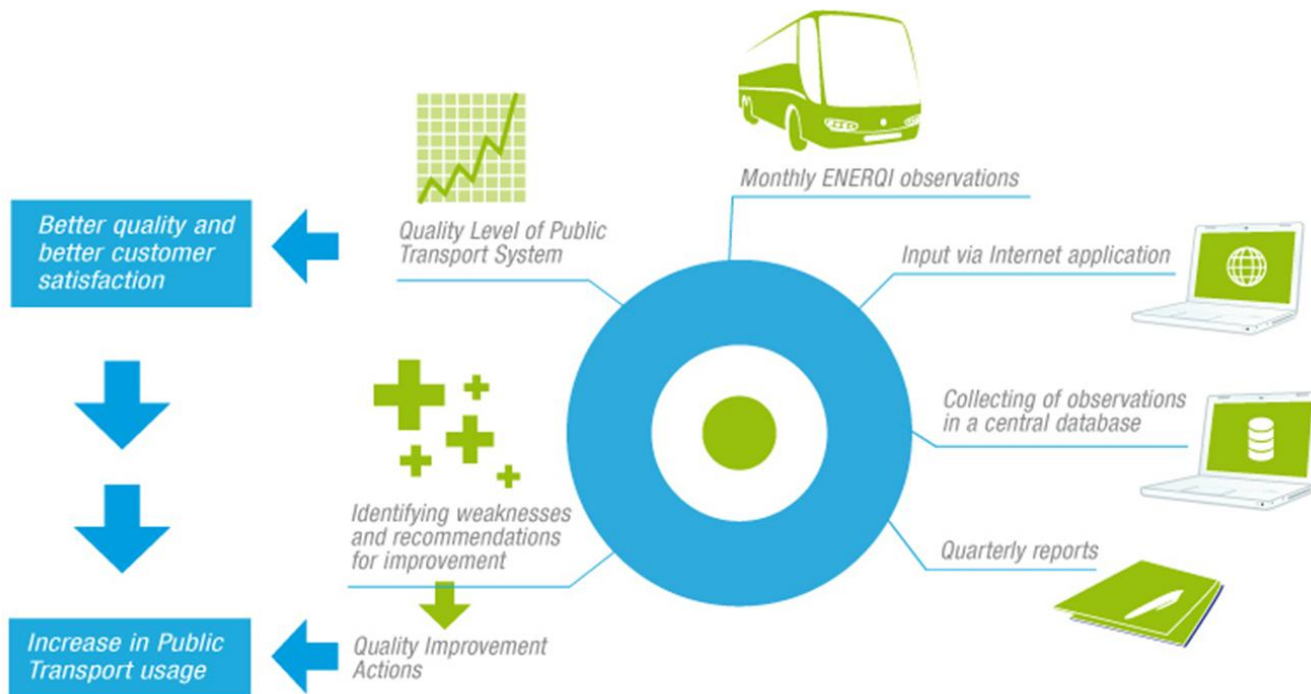 Monthly ENERQI observations
Quality Level of Public
Transport System
Better quality and
better customer
satisfaction
Input via Internet application
Collecting of observations
in a central database
Identifying weaknesses
and recommendations
for improvement
Quarterly reports
Quality Improvement
Actions
Increase in Public
Transport usage